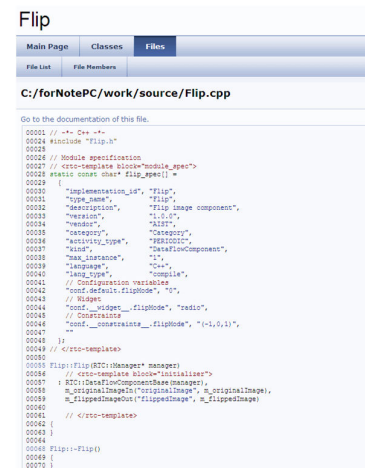 Flip
Main Page Classes Files
File List File Members
C:/forNotePC/work/source/Flip.cpp
Go to the documentation of this file.
00001 // -*- C++ -*-
00024 #include "Flip.h"
00025
00026 // Module specification
00027 // <rtc-template block="module_spec">
00028 static const char* flip_spec[] =
00029 {
00030 "implementation_id", "Flip",
00031 "type_name", "Flip",
00032 "description", "Flip image component",
00033 "version", "1.0.0",
00034 "vendor", "AIST",
00035 "category", "Category",
00036 "activity_type", "PERIODIC",
00037 "kind", "DataFlowComponent",
00038 "max_instance", "1",
00039 "language", "C++",
00040 "lang_type", "compile",
00041 // Configuration variables
00042 "conf.default.flipMode", "0",
00043 // Widget
00044 "conf.__widget__.flipMode", "radio",
00045 // Constraints
00046 "conf.__constraints__.flipMode", "(-1,0,1)",
00047 ""
00048 };
00049 // </rtc-template>
00050
00055 Flip::Flip(RTC::Manager* manager)
00056 // <rtc-template block="initializer">
00057 : RTC::DataFlowComponentBase(manager),
00058 m_originalImageIn("originalImage", m_originalImage),
00059 m_flippedImageOut("flippedImage", m_flippedImage)
00060
00061 // </rtc-template>
00062 {
00063 }
00064
00068 Flip::~Flip()
00069 {
00070 }